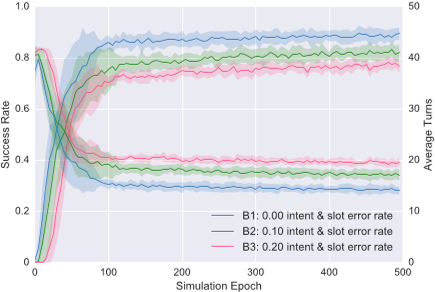 1.0
0.8
0.6
0.4
0.2
0.0
Success Rate
50
40
30
20
10
0
Average Turns
B1: 0.00 intent & slot error rate
B2: 0.10 intent & slot error rate
B3: 0.20 intent & slot error rate
0 100 200 300 400 500
Simulation Epoch